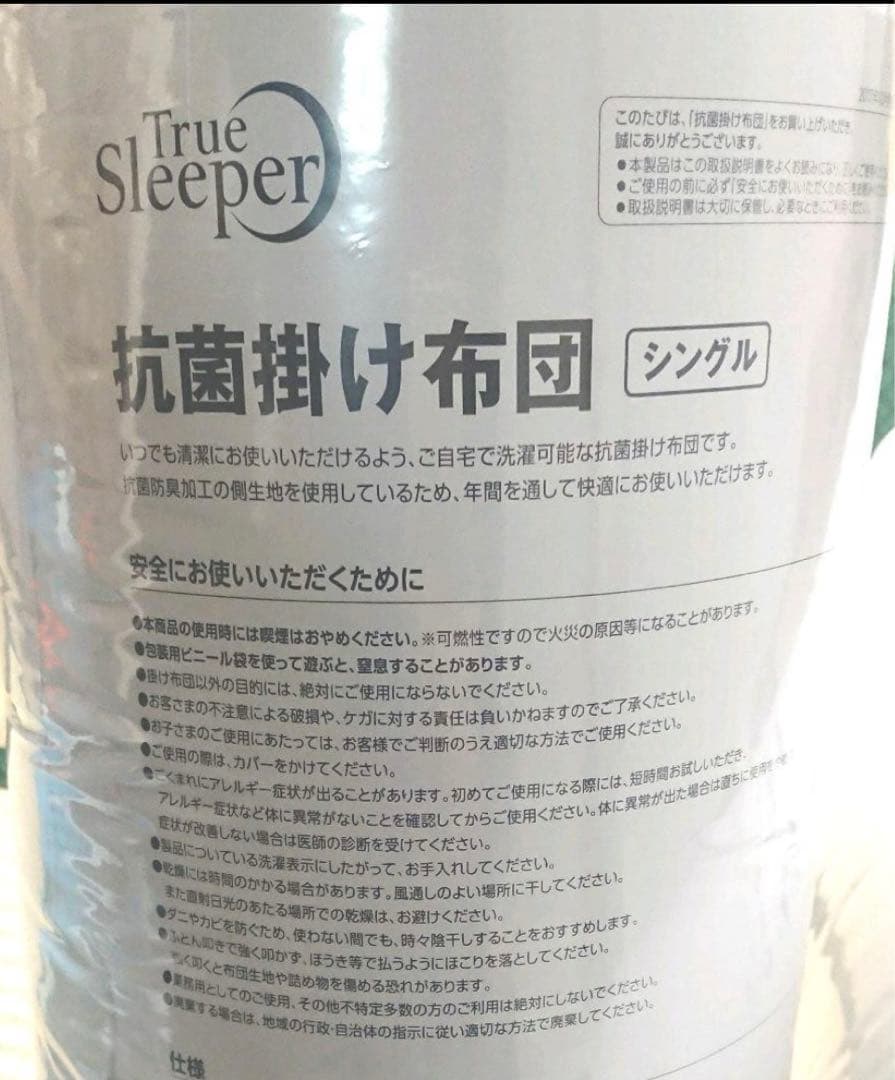 True
Sleeper
このたびは、「抗菌掛け布団」をお買い上げいただき
誠にありがとうございます。
●本製品はこの取扱説明書をよくお読みになり
●ご使用の前に必ず「安全にお使いいただくために」
●取扱説明書は大切に保管し、必要なときに
抗菌掛け布団 シングル
いつでも清潔にお使いいただけるよう、ご自宅で洗濯可能な抗菌掛け布団です。
抗菌防臭加工の側生地を使用しているため、年間を通して快適にお使いいただけます。
安全にお使いいただくために
●本商品の使用時には喫煙はおやめください。※可燃性ですので火災の原因等になることがあります。
●包装用ビニール袋を使って遊ぶと、窒息することがあります。
●掛け布団以外の目的には、絶対にご使用にならないでください。
●お客さまの不注意による破損や、ケガに対する責任は負いかねますのでご了承ください。
●お子さまのご使用にあたっては、お客様でご判断のうえ適切な方法でご使用ください。
●ご使用の際は、カバーをかけてください。
●ごくまれにアレルギー症状が出ることがあります。初めてご使用になる際には、短時間お試しいただき、
アレルギー症状など体に異常がないことを確認してからご使用ください。体に異常が出た場合は直ちに使用を
症状が改善しない場合は医師の診断を受けてください。
●製品についている洗濯表示にしたがって、お手入れしてください。
●乾燥には時間のかかる場合があります。風通しのよい場所に干してください。
また直射日光のあたる場所での乾燥は、お避けください。
●ダニやカビを防ぐため、使わない間でも、時々陰干しすることをおすすめします。
●ふとん叩きで強く叩かず、ほうき等で払うようにほこりを落としてください。
強く叩くと布団生地や詰め物を傷める恐れがあります。
●業務用としてのご使用、その他不特定多数の方のご利用は絶対にしないでください。
●廃棄する場合は、地域の行政・自治体の指示に従い適切な方法で廃棄してください。
仕様